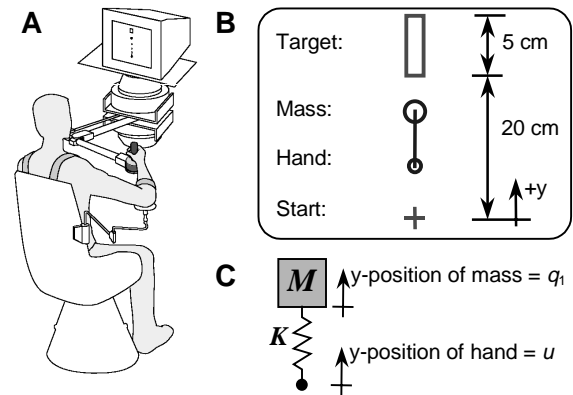 A
B
Target:
5 cm
Mass:
20 cm
Hand:
+y
Start:
C
M
y-position of mass = q₁
K
y-position of hand = u